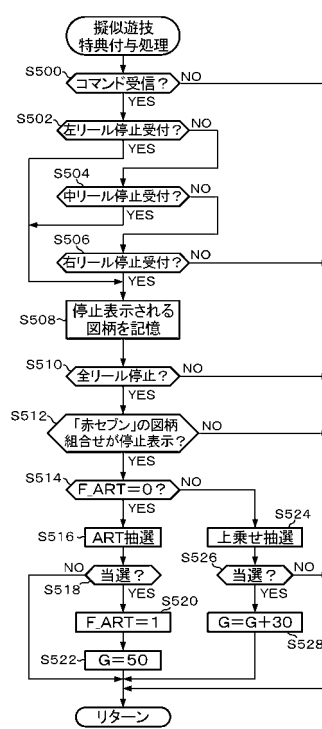 擬似遊技
特典付与処理
S500
コマンド受信?
NO
YES
S502
左リール停止受付?
NO
YES
S504
中リール停止受付?
NO
YES
S506
右リール停止受付?
NO
YES
S508
停止表示される
図柄を記憶
S510
全リール停止?
NO
YES
S512
「赤セブン」の図柄
組合せが停止表示?
NO
YES
S514
F_ART=0?
NO
YES
S516
ART抽選
S524
上乗せ抽選
S518
当選?
NO
YES
S526
当選?
NO
YES
S520
F_ART=1
S528
G=G+30
S522
G=50
リターン